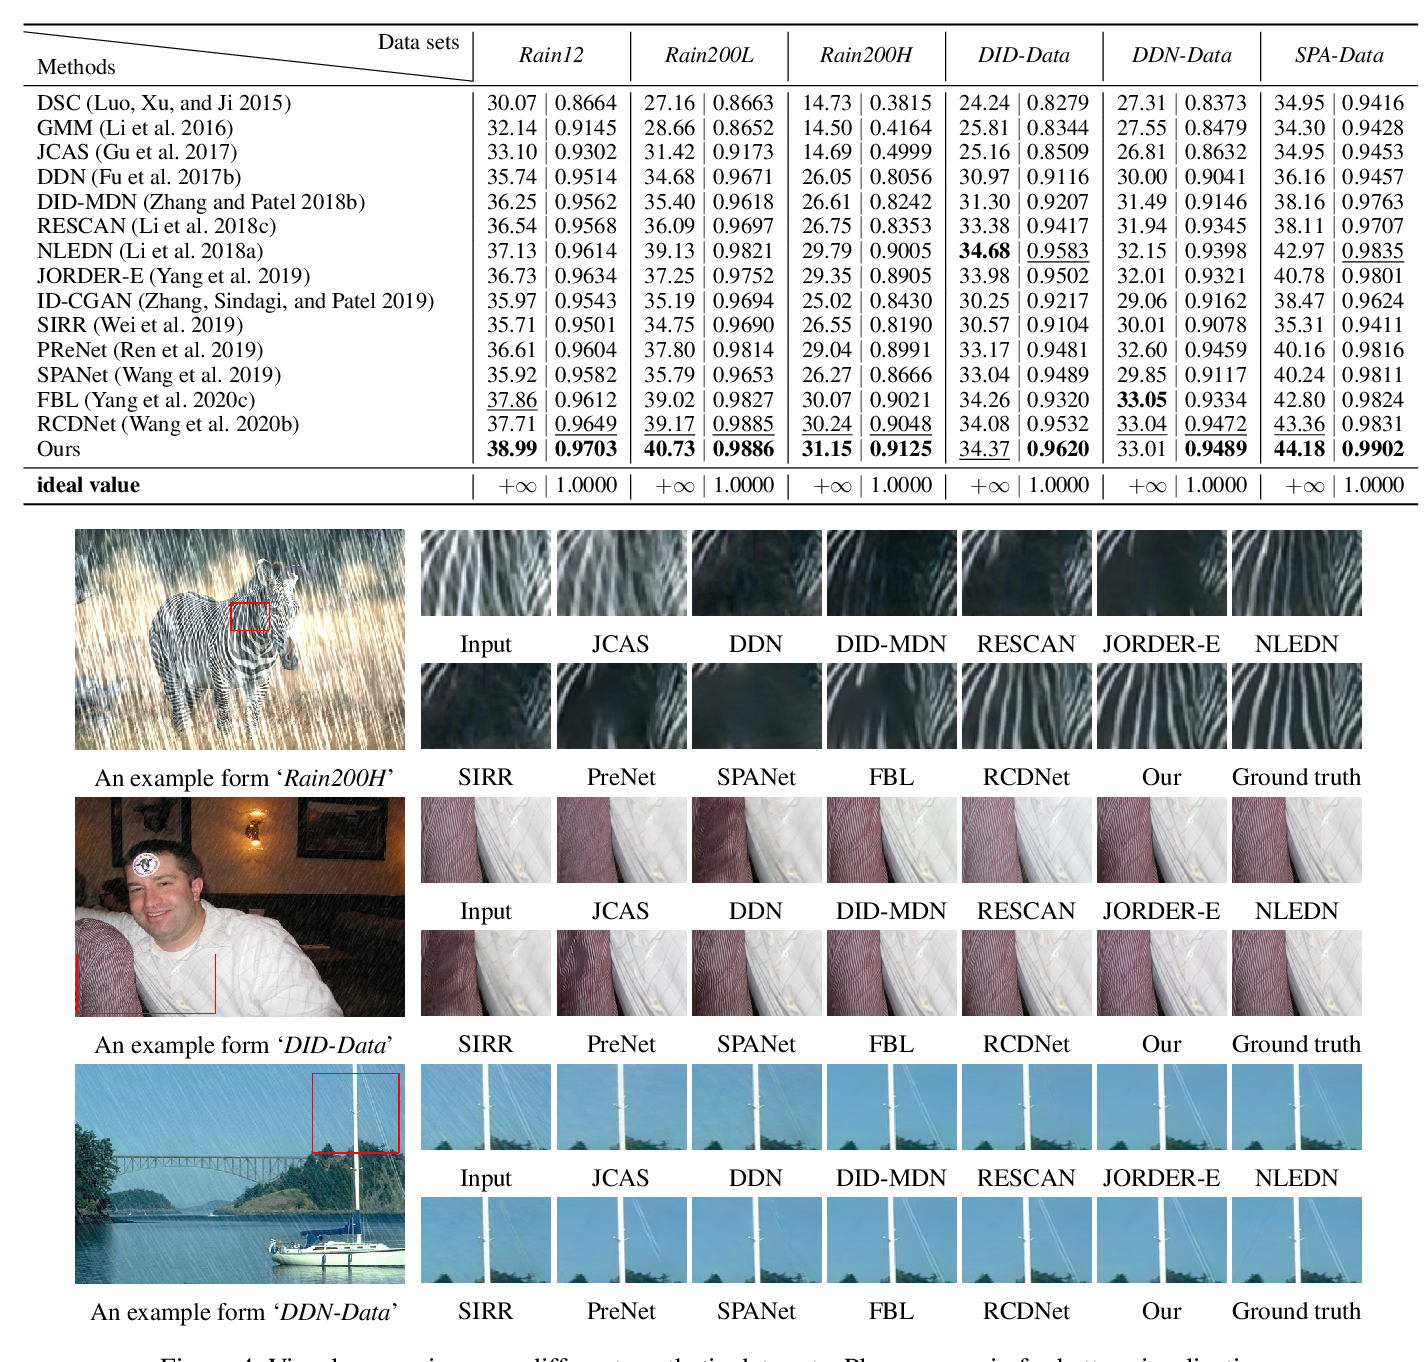 Data sets
Methods
Rain12 | Rain200L | Rain200H | DID-Data | DDN-Data | SPA-Data
DSC (Luo, Xu, and Ji 2015) 30.07 | 0.8664 27.16 | 0.8663 14.73 | 0.3815 24.24 | 0.8279 27.31 | 0.8373 34.95 | 0.9416
GMM (Li et al. 2016) 32.14 | 0.9145 28.66 | 0.8652 14.50 | 0.4164 25.81 | 0.8344 27.55 | 0.8479 34.30 | 0.9428
JCAS (Gu et al. 2017) 33.10 | 0.9302 31.42 | 0.9173 14.69 | 0.4999 25.16 | 0.8509 26.81 | 0.8632 34.95 | 0.9453
DDN (Fu et al. 2017b) 35.74 | 0.9514 34.68 | 0.9671 26.05 | 0.8056 30.97 | 0.9116 30.00 | 0.9041 36.16 | 0.9457
DID-MDN (Zhang and Patel 2018b) 36.25 | 0.9562 35.40 | 0.9618 26.61 | 0.8242 31.30 | 0.9207 31.49 | 0.9146 38.16 | 0.9763
RESCAN (Li et al. 2018c) 36.54 | 0.9568 36.09 | 0.9697 26.75 | 0.8353 33.38 | 0.9417 31.94 | 0.9345 38.11 | 0.9707
NLEDN (Li et al. 2018a) 37.13 | 0.9614 39.13 | 0.9821 29.79 | 0.9005 34.68 | 0.9583 32.15 | 0.9398 42.97 | 0.9835
JORDER-E (Yang et al. 2019) 36.73 | 0.9634 37.25 | 0.9752 29.35 | 0.8905 33.98 | 0.9502 32.01 | 0.9321 40.78 | 0.9801
ID-CGAN (Zhang, Sindagi, and Patel 2019) 35.97 | 0.9543 35.19 | 0.9694 25.02 | 0.8430 30.25 | 0.9217 29.06 | 0.9162 38.47 | 0.9624
SIRR (Wei et al. 2019) 35.71 | 0.9501 34.75 | 0.9690 26.55 | 0.8190 30.57 | 0.9104 30.01 | 0.9078 35.31 | 0.9411
PReNet (Ren et al. 2019) 36.61 | 0.9604 37.80 | 0.9814 29.04 | 0.8991 33.17 | 0.9481 32.60 | 0.9459 40.16 | 0.9816
SPANet (Wang et al. 2019) 35.92 | 0.9582 35.79 | 0.9653 26.27 | 0.8666 33.04 | 0.9489 29.85 | 0.9117 40.24 | 0.9811
FBL (Yang et al. 2020c) 37.86 | 0.9612 39.02 | 0.9827 30.07 | 0.9021 34.26 | 0.9320 33.05 | 0.9334 42.80 | 0.9824
RCDNet (Wang et al. 2020b) 37.71 | 0.9649 39.17 | 0.9885 30.24 | 0.9048 34.08 | 0.9532 33.04 | 0.9472 43.36 | 0.9831
Ours 38.99 | 0.9703 40.73 | 0.9886 31.15 | 0.9125 34.37 | 0.9620 33.01 | 0.9489 44.18 | 0.9902
ideal value +∞ | 1.0000 +∞ | 1.0000 +∞ | 1.0000 +∞ | 1.0000 +∞ | 1.0000 +∞ | 1.0000
Input JCAS DDN DID-MDN RESCAN JORDER-E NLEDN
An example form ‘Rain200H’ SIRR PreNet SPANet FBL RCDNet Our Ground truth
Input JCAS DDN DID-MDN RESCAN JORDER-E NLEDN
An example form ‘DID-Data’ SIRR PreNet SPANet FBL RCDNet Our Ground truth
Input JCAS DDN DID-MDN RESCAN JORDER-E NLEDN
An example form ‘DDN-Data’ SIRR PreNet SPANet FBL RCDNet Our Ground truth